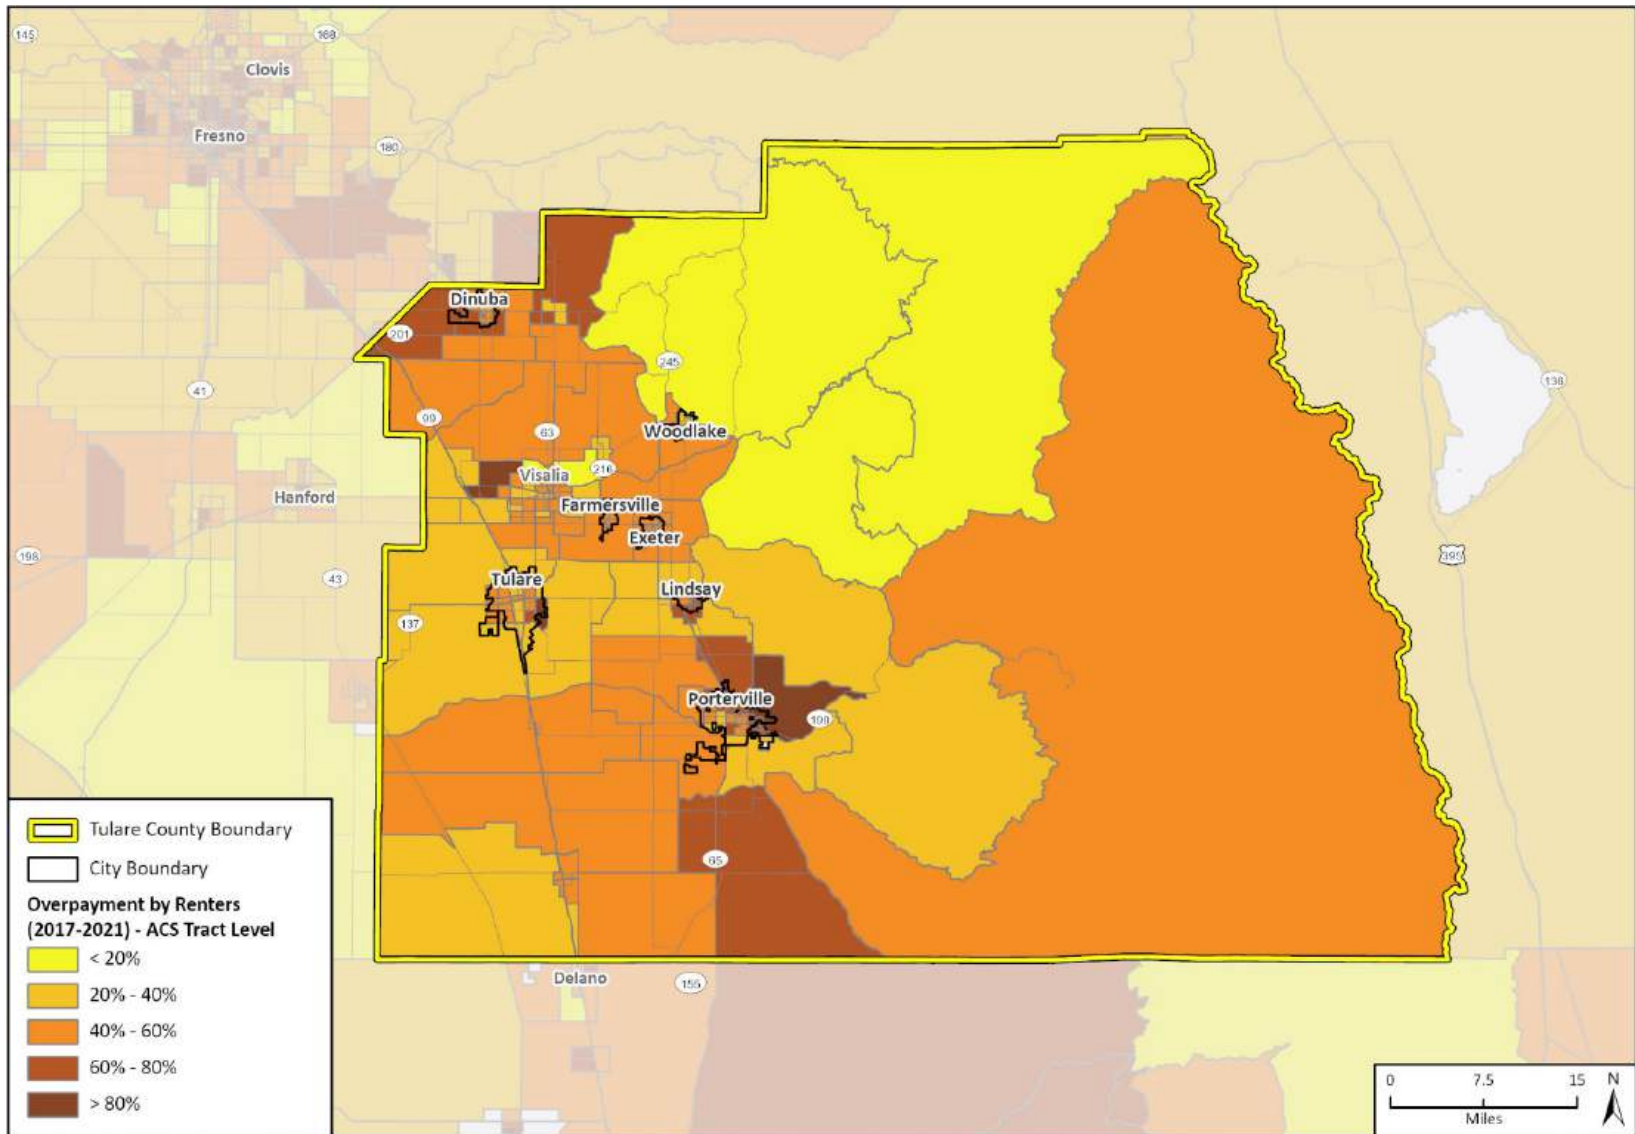 145
168
Clovis
Fresno
180
Dinuba
201
245
41
136
99
63
Woodlake
Visalia
216
Hanford
Farmersville
Exeter
198
395
43
Tulare
Lindsay
137
Porterville
190
65
Delano
155
Tulare County Boundary
City Boundary
Overpayment by Renters
(2017-2021) - ACS Tract Level
< 20%
20% - 40%
40% - 60%
60% - 80%
> 80%
0 7.5 15 N
Miles